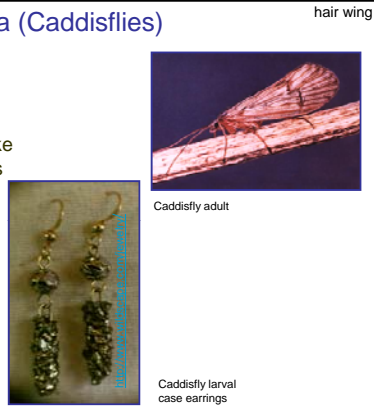 hair wing
a (Caddisflies)
ke
s
Caddisfly adult
Caddisfly larval
case earrings